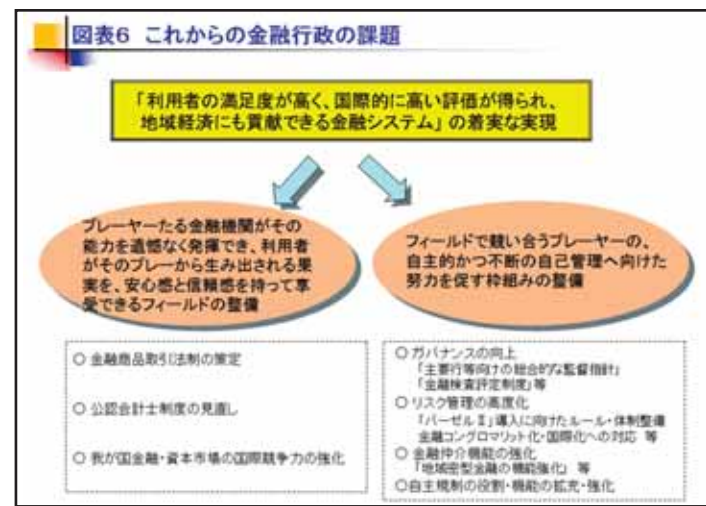 図表6 これからの金融行政の課題
「利用者の満足度が高く、国際的に高い評価が得られ、
地域経済にも貢献できる金融システム」の着実な実現
プレーヤーたる金融機関がその
能力を遺憾なく発揮でき、利用者
がそのプレーから生み出される果
実を、安心感と信頼感を持って享
受できるフィールドの整備
フィールドで競い合うプレーヤーの、
自主的かつ不断の自己管理へ向けた
努力を促す枠組みの整備
○ 金融商品取引法制の策定
○ 公認会計士制度の見直し
○ 我が国金融・資本市場の国際競争力の強化
○ ガバナンスの向上
「主要行等向けの総合的な監督指針」
「金融検査評定制度」等
○ リスク管理の高度化
「バーゼルⅡ」導入に向けたルール・体制整備
金融コングロマリット化・国際化への対応 等
○ 金融仲介機能の強化
「地域密型金融の機能強化」 等
○自主規制の役割・機能の拡充・強化